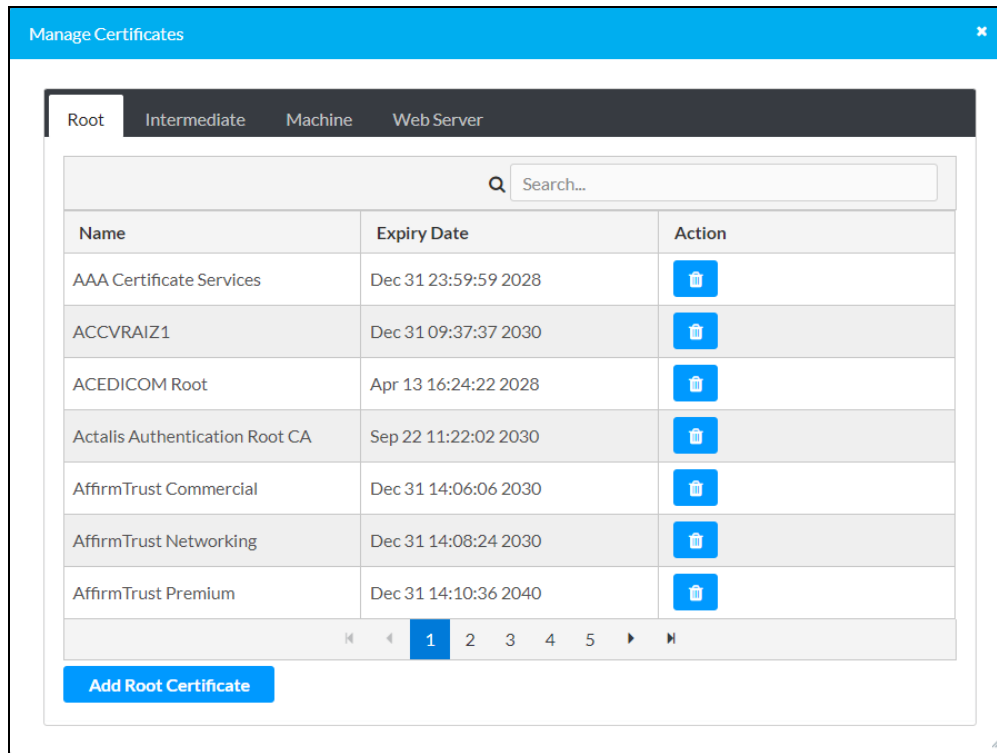 Manage Certificates
Root Intermediate Machine Web Server
Search...
Name Expiry Date Action
AAA Certificate Services Dec 31 23:59:59 2028
ACCVRAIZ1 Dec 31 09:37:37 2030
ACEDICOM Root Apr 13 16:24:22 2028
Actalis Authentication Root CA Sep 22 11:22:02 2030
AffirmTrust Commercial Dec 31 14:06:06 2030
AffirmTrust Networking Dec 31 14:08:24 2030
AffirmTrust Premium Dec 31 14:10:36 2040
1 2 3 4 5
Add Root Certificate